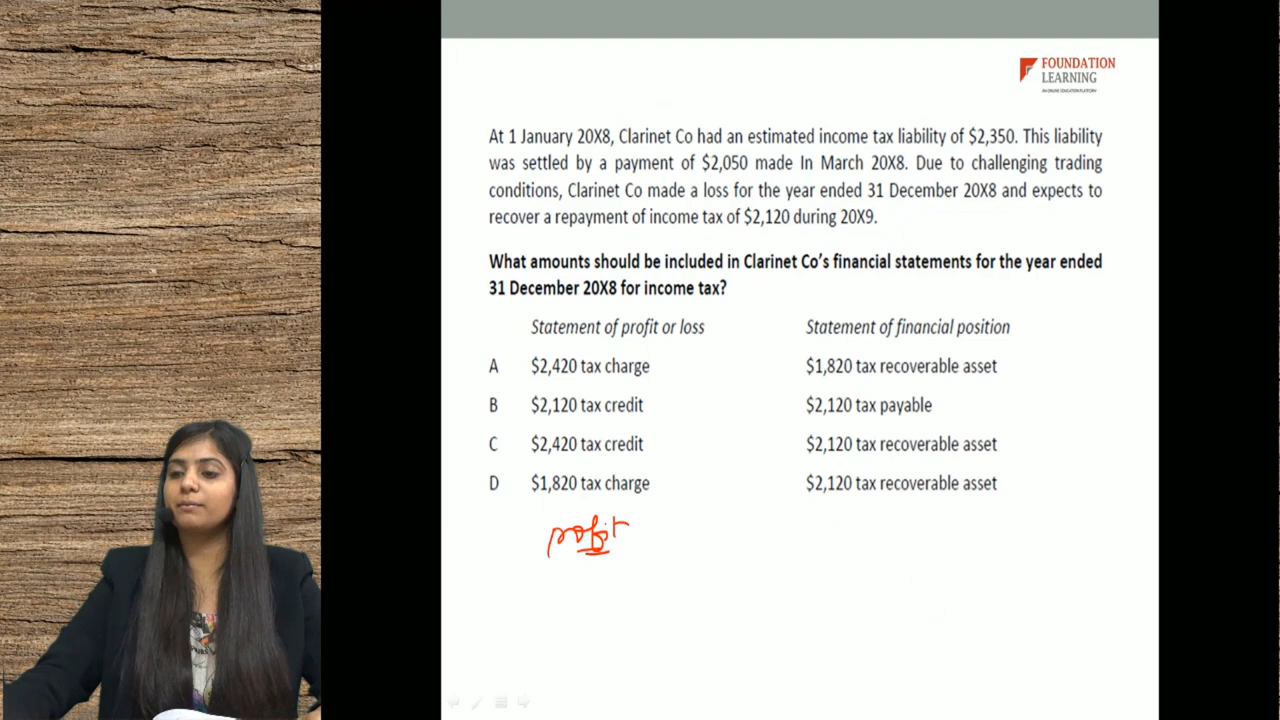 FOUNDATION
LEARNING
AN ONLINE EDUCATION PLATFORM
At 1 January 20X8, Clarinet Co had an estimated income tax liability of $2,350. This liability
was settled by a payment of $2,050 made In March 20X8. Due to challenging trading
conditions, Clarinet Co made a loss for the year ended 31 December 20X8 and expects to
recover a repayment of income tax of $2,120 during 20X9.
What amounts should be included in Clarinet Co's financial statements for the year ended
31 December 20X8 for income tax?
Statement of profit or loss Statement of financial position
A $2,420 tax charge $1,820 tax recoverable asset
B $2,120 tax credit $2,120 tax payable
C $2,420 tax credit $2,120 tax recoverable asset
D $1,820 tax charge $2,120 tax recoverable asset
profit